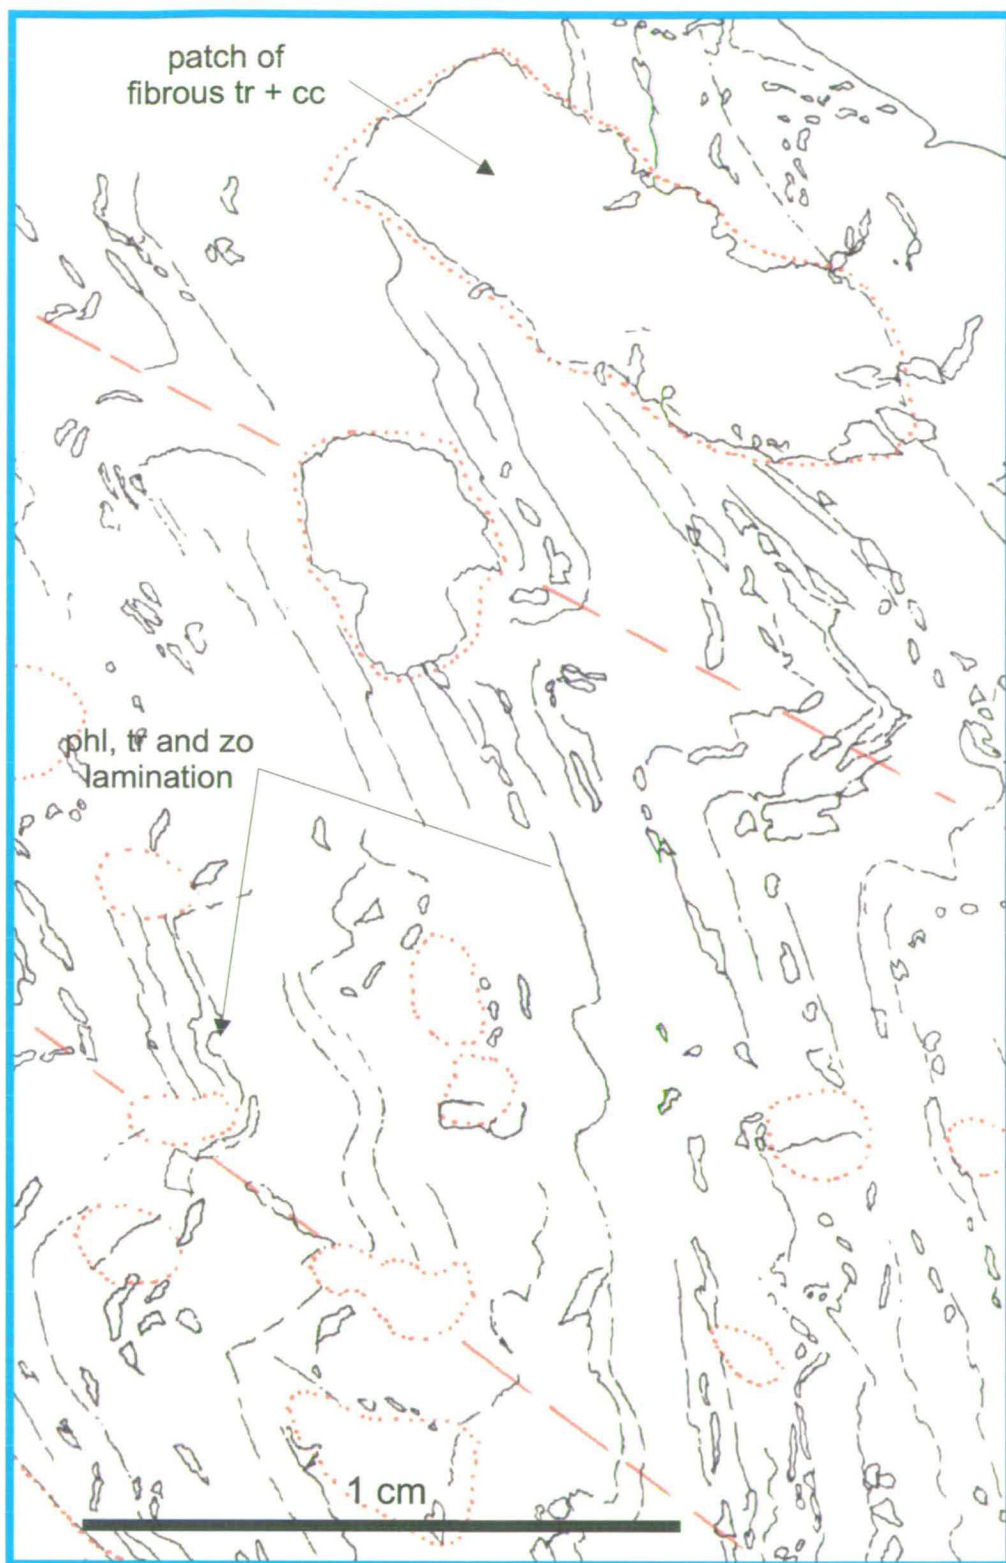 patch of
fibrous tr + cc
phl, tr and zo
lamination
1 cm